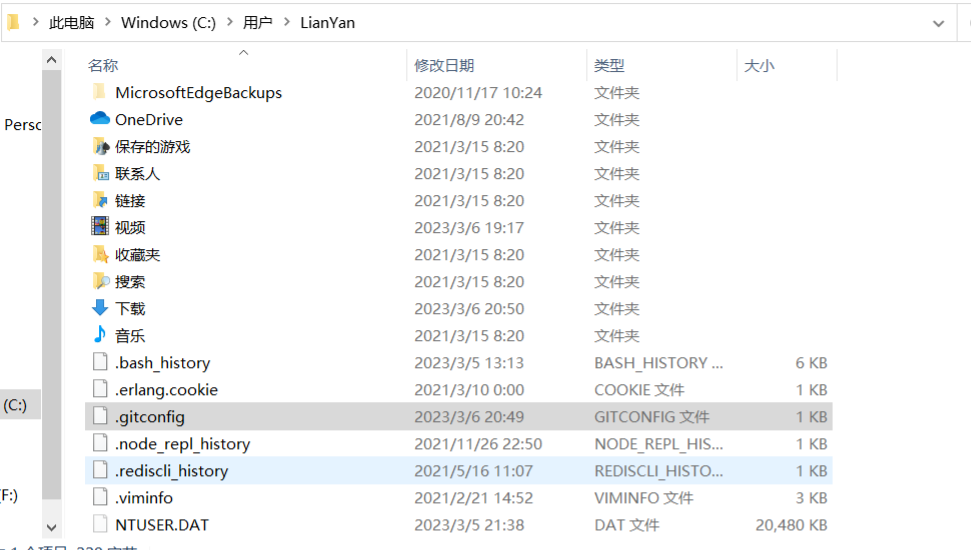 此电脑 > Windows (C:) > 用户 > LianYan
名称 修改日期 类型 大小
MicrosoftEdgeBackups 2020/11/17 10:24 文件夹
OneDrive 2021/8/9 20:42 文件夹
保存的游戏 2021/3/15 8:20 文件夹
联系人 2021/3/15 8:20 文件夹
链接 2021/3/15 8:20 文件夹
视频 2023/3/6 19:17 文件夹
收藏夹 2021/3/15 8:20 文件夹
搜索 2021/3/15 8:20 文件夹
下载 2023/3/6 20:50 文件夹
音乐 2021/3/15 8:20 文件夹
.bash_history 2023/3/5 13:13 BASH_HISTORY ... 6 KB
.erlang.cookie 2021/3/10 0:00 COOKIE 文件 1 KB
.gitconfig 2023/3/6 20:49 GITCONFIG 文件 1 KB
.node_repl_history 2021/11/26 22:50 NODE_REPL_HIS... 1 KB
.rediscli_history 2021/5/16 11:07 REDISCLI_HISTO... 1 KB
.viminfo 2021/2/21 14:52 VIMINFO 文件 3 KB
NTUSER.DAT 2023/3/5 21:38 DAT 文件 20,480 KB
Perso
(C:)
F:)